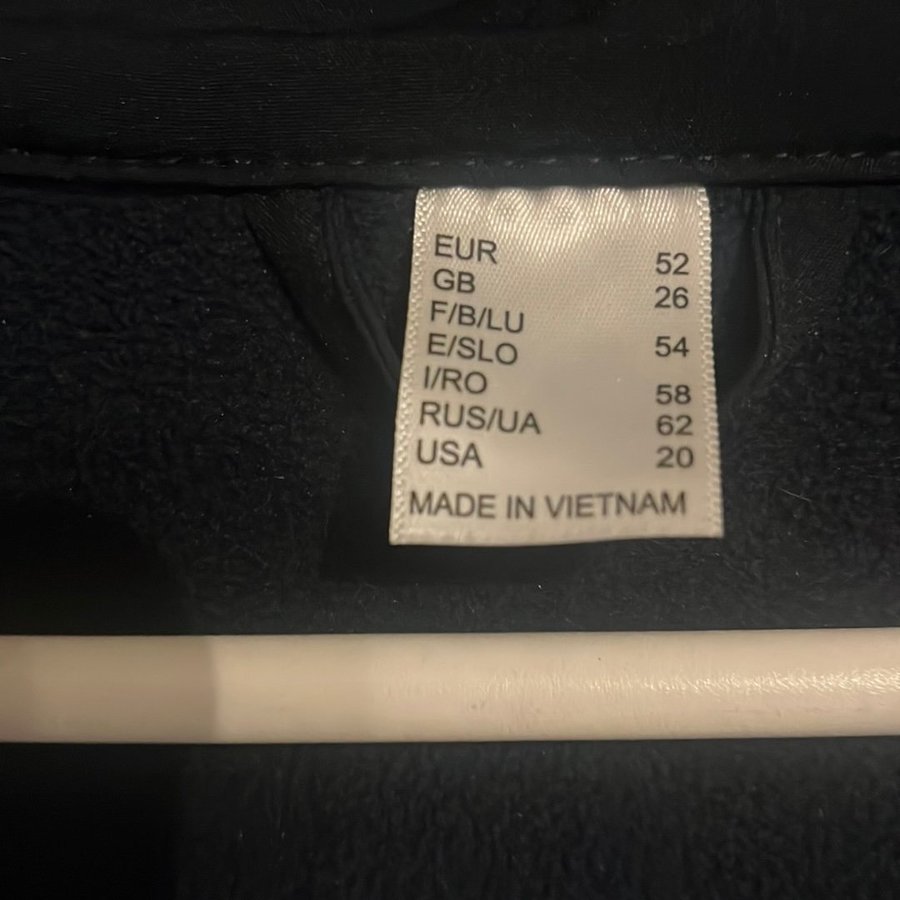 EUR 52
GB 26
F/B/LU
E/SLO 54
I/RO 58
RUS/UA 62
USA 20
MADE IN VIETNAM